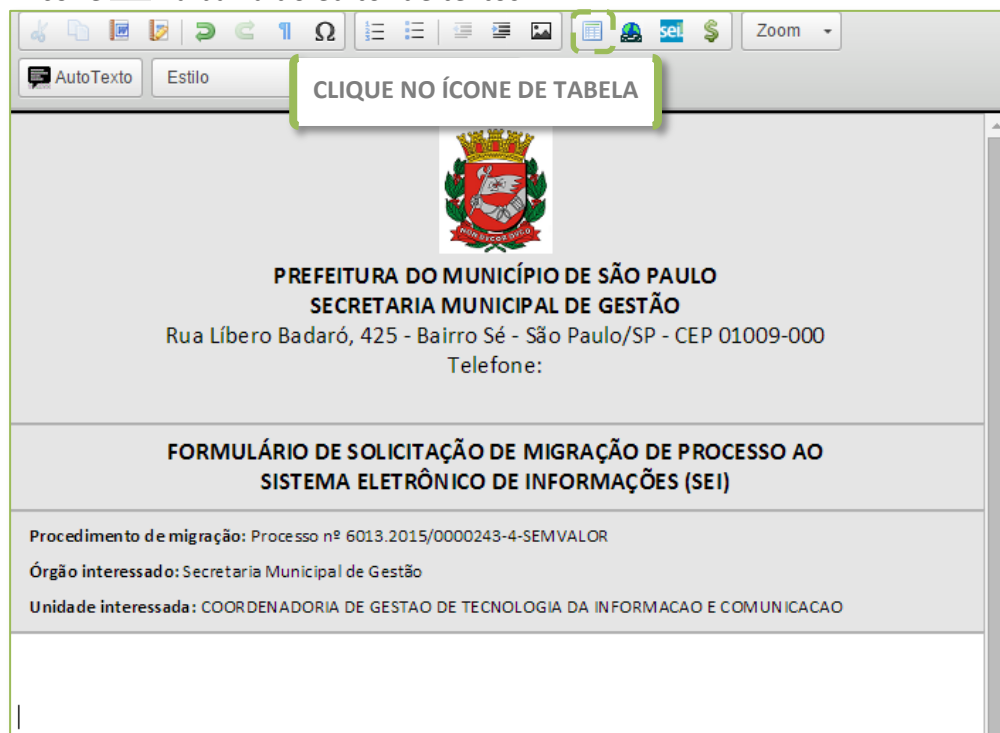 Zoom
AutoTexto
Estilo
CLIQUE NO ÍCONE DE TABELA
NON DUCOR DUCO
PREFEITURA DO MUNICÍPIO DE SÃO PAULO
SECRETARIA MUNICIPAL DE GESTÃO
Rua Líbero Badaró, 425 - Bairro Sé - São Paulo/SP - CEP 01009-000
Telefone:
FORMULÁRIO DE SOLICITAÇÃO DE MIGRAÇÃO DE PROCESSO AO
SISTEMA ELETRÔNICO DE INFORMAÇÕES (SEI)
Procedimento de migração: Processo nº 6013.2015/0000243-4-SEMVALOR
Órgão interessado: Secretaria Municipal de Gestão
Unidade interessada: COORDENADORIA DE GESTAO DE TECNOLOGIA DA INFORMACAO E COMUNICACAO